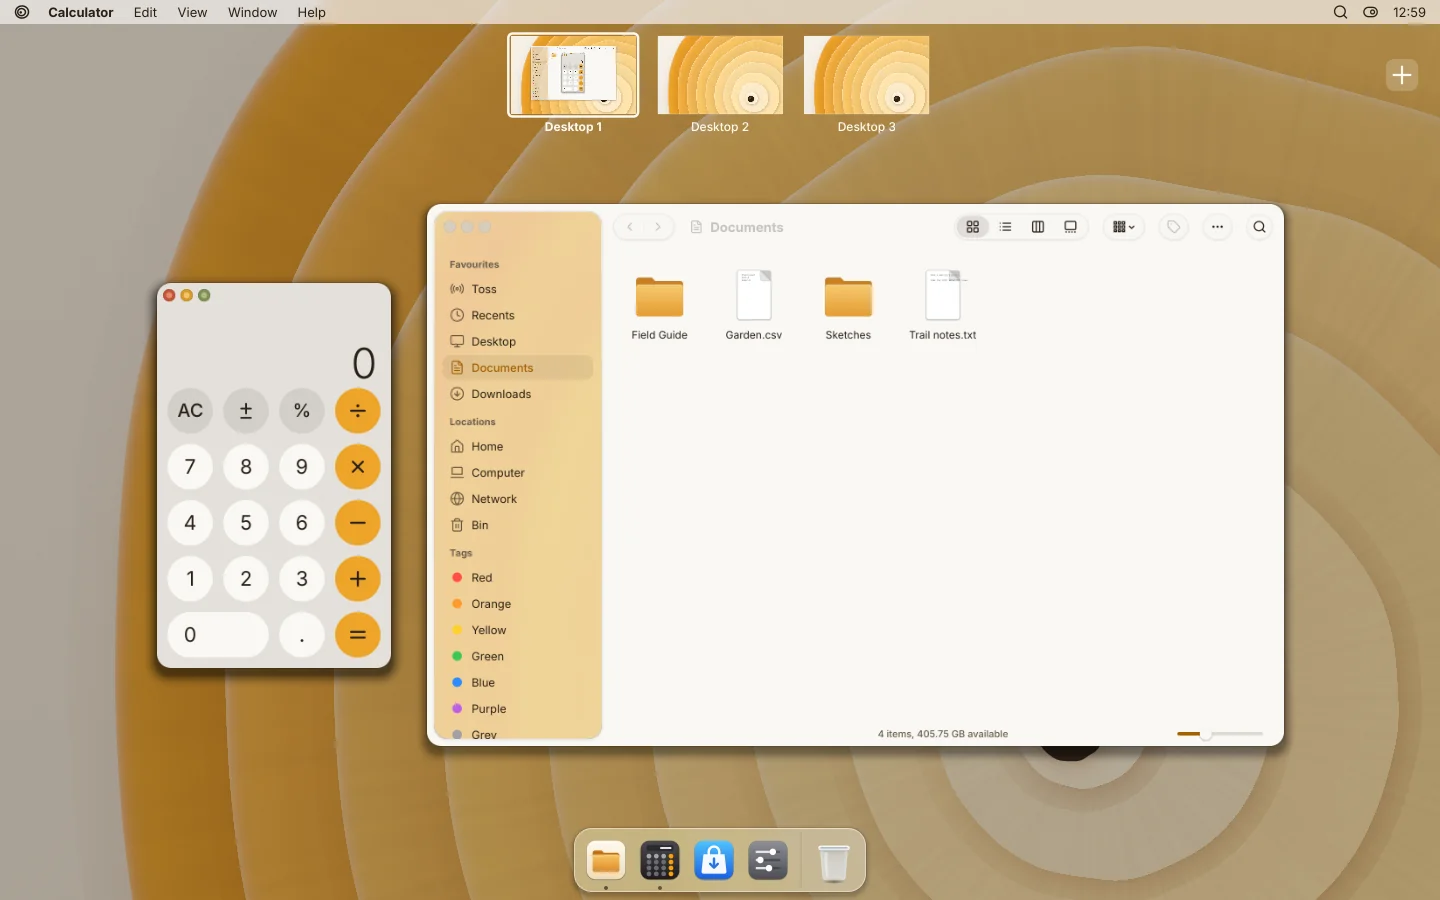 Calculator Edit View Window Help 12:59
Desktop 1 Desktop 2 Desktop 3
Documents
Favourites
Toss
Recents
Desktop
Documents
Downloads
Locations
Home
Computer
Network
Bin
Tags
Red
Orange
Yellow
Green
Blue
Purple
Grey
Field Guide Garden.csv Sketches Trail notes.txt
4 items, 405.75 GB available
0
AC ± % ÷
7 8 9 ×
4 5 6 −
1 2 3 +
0 . =